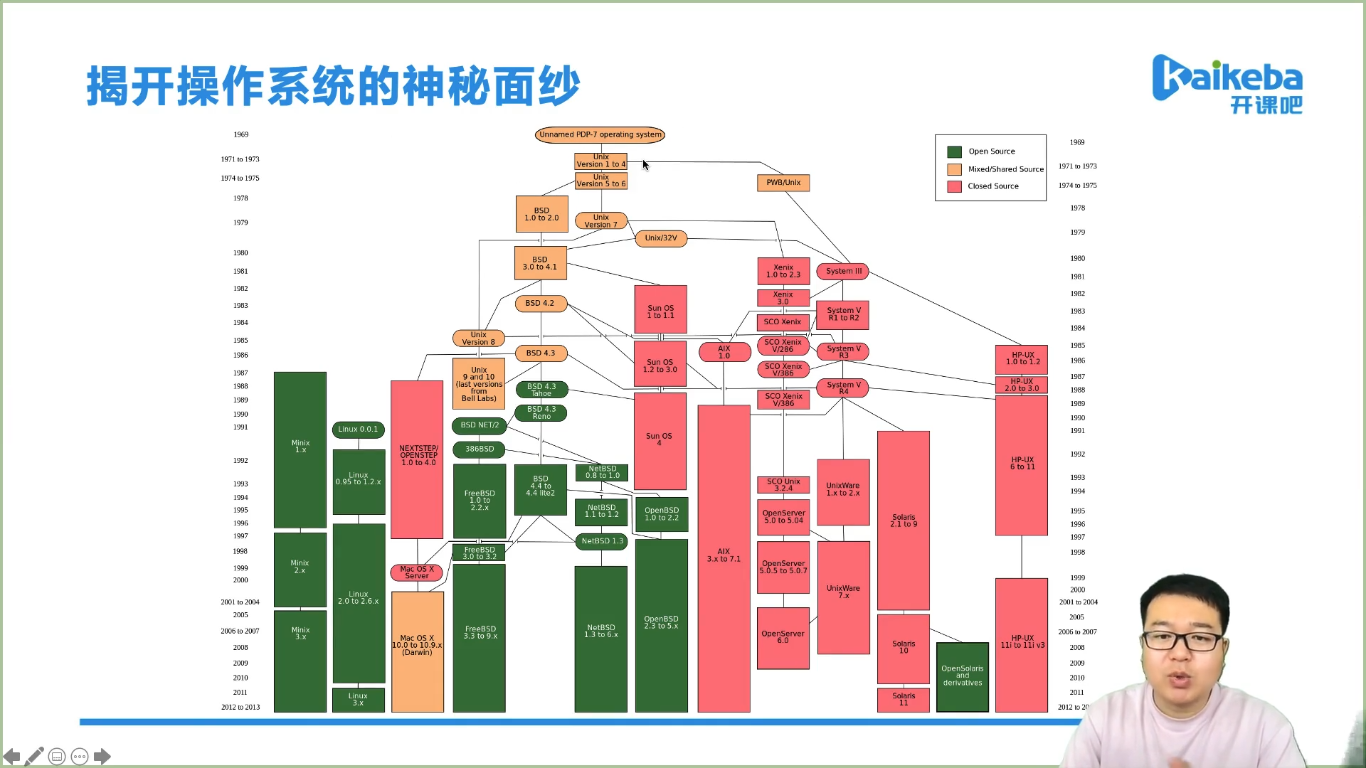 揭开操作系统的神秘面纱
Kaikeba
开课吧
1969
1971 to 1973
1974 to 1975
1978
1979
1980
1981
1982
1983
1984
1985
1986
1987
1988
1989
1990
1991
1992
1993
1994
1995
1996
1997
1998
1999
2000
2001 to 2004
2005
2006 to 2007
2008
2009
2010
2011
2012 to 2013
Unnamed PDP-7 operating system
Unix
Version 1 to 4
Unix
Version 5 to 6
PWB/Unix
BSD
1.0 to 2.0
Unix
Version 7
Unix/32V
BSD
3.0 to 4.1
Xenix
1.0 to 2.3
System III
Sun OS
1 to 1.1
Xenix
3.0
BSD 4.2
System V
R1 to R2
SCO Xenix
Unix
Version 8
SCO Xenix
V/286
AIX
1.0
System V
R3
BSD 4.3
HP-UX
1.0 to 1.2
Sun OS
1.2 to 3.0
SCO Xenix
V/386
Unix
9 and 10
(last versions
from
Bell Labs)
HP-UX
2.0 to 3.0
BSD 4.3
Tahoe
System V
R4
SCO Xenix
V/386
BSD 4.3
Reno
BSD NET/2
Linux 0.0.1
Minix
1.x
Sun OS
4
386BSD
NEXTSTEP/
OPENSTEP
1.0 to 4.0
HP-UX
6 to 11
Linux
0.95 to 1.2.x
NetBSD
0.8 to 1.0
BSD
4.4 to
4.4 lite2
SCO Unix
3.2.4
UnixWare
1.x to 2.x
FreeBSD
1.0 to
2.2.x
NetBSD
1.1 to 1.2
OpenBSD
1.0 to 2.2
OpenServer
5.0 to 5.04
Solaris
2.1 to 9
NetBSD 1.3
FreeBSD
3.0 to 3.2
AIX
3.x to 7.1
Minix
2.x
Mac OS X
Server
OpenServer
5.0.5 to 5.0.7
Linux
2.0 to 2.6.x
UnixWare
7.x
OpenBSD
2.3 to 5.x
NetBSD
1.3 to 6.x
FreeBSD
3.3 to 9.x
Minix
3.x
OpenServer
6.0
Mac OS X
10.0 to 10.9.x
(Darwin)
Solaris
10
HP-UX
11i to 11i v3
OpenSolaris
and
derivatives
Linux
3.x
Solaris
11
Open Source
Mixed/Shared Source
Closed Source
1969
1971 to 1973
1974 to 1975
1978
1979
1980
1981
1982
1983
1984
1985
1986
1987
1988
1989
1990
1991
1992
1993
1994
1995
1996
1997
1998
1999
2000
2001 to 2004
2005
2006 to 2007
2008
2009
2010
2011
2012 to